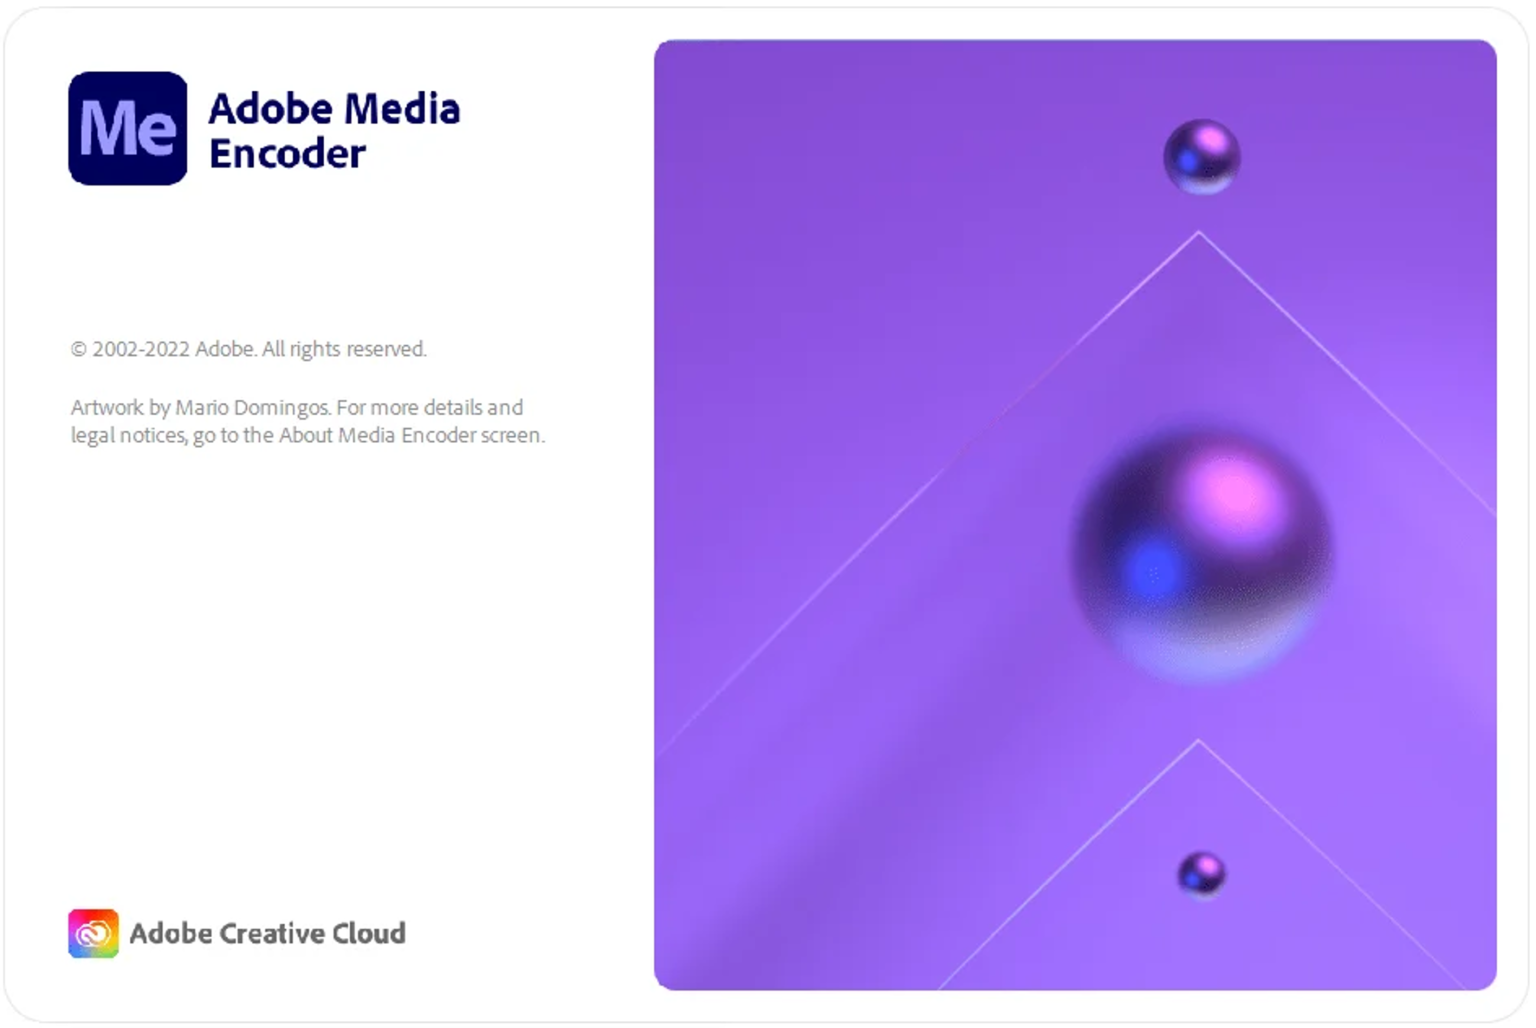 Me
Adobe Media
Encoder
© 2002-2022 Adobe. All rights reserved.
Artwork by Mario Domingos. For more details and
legal notices, go to the About Media Encoder screen.
Adobe Creative Cloud